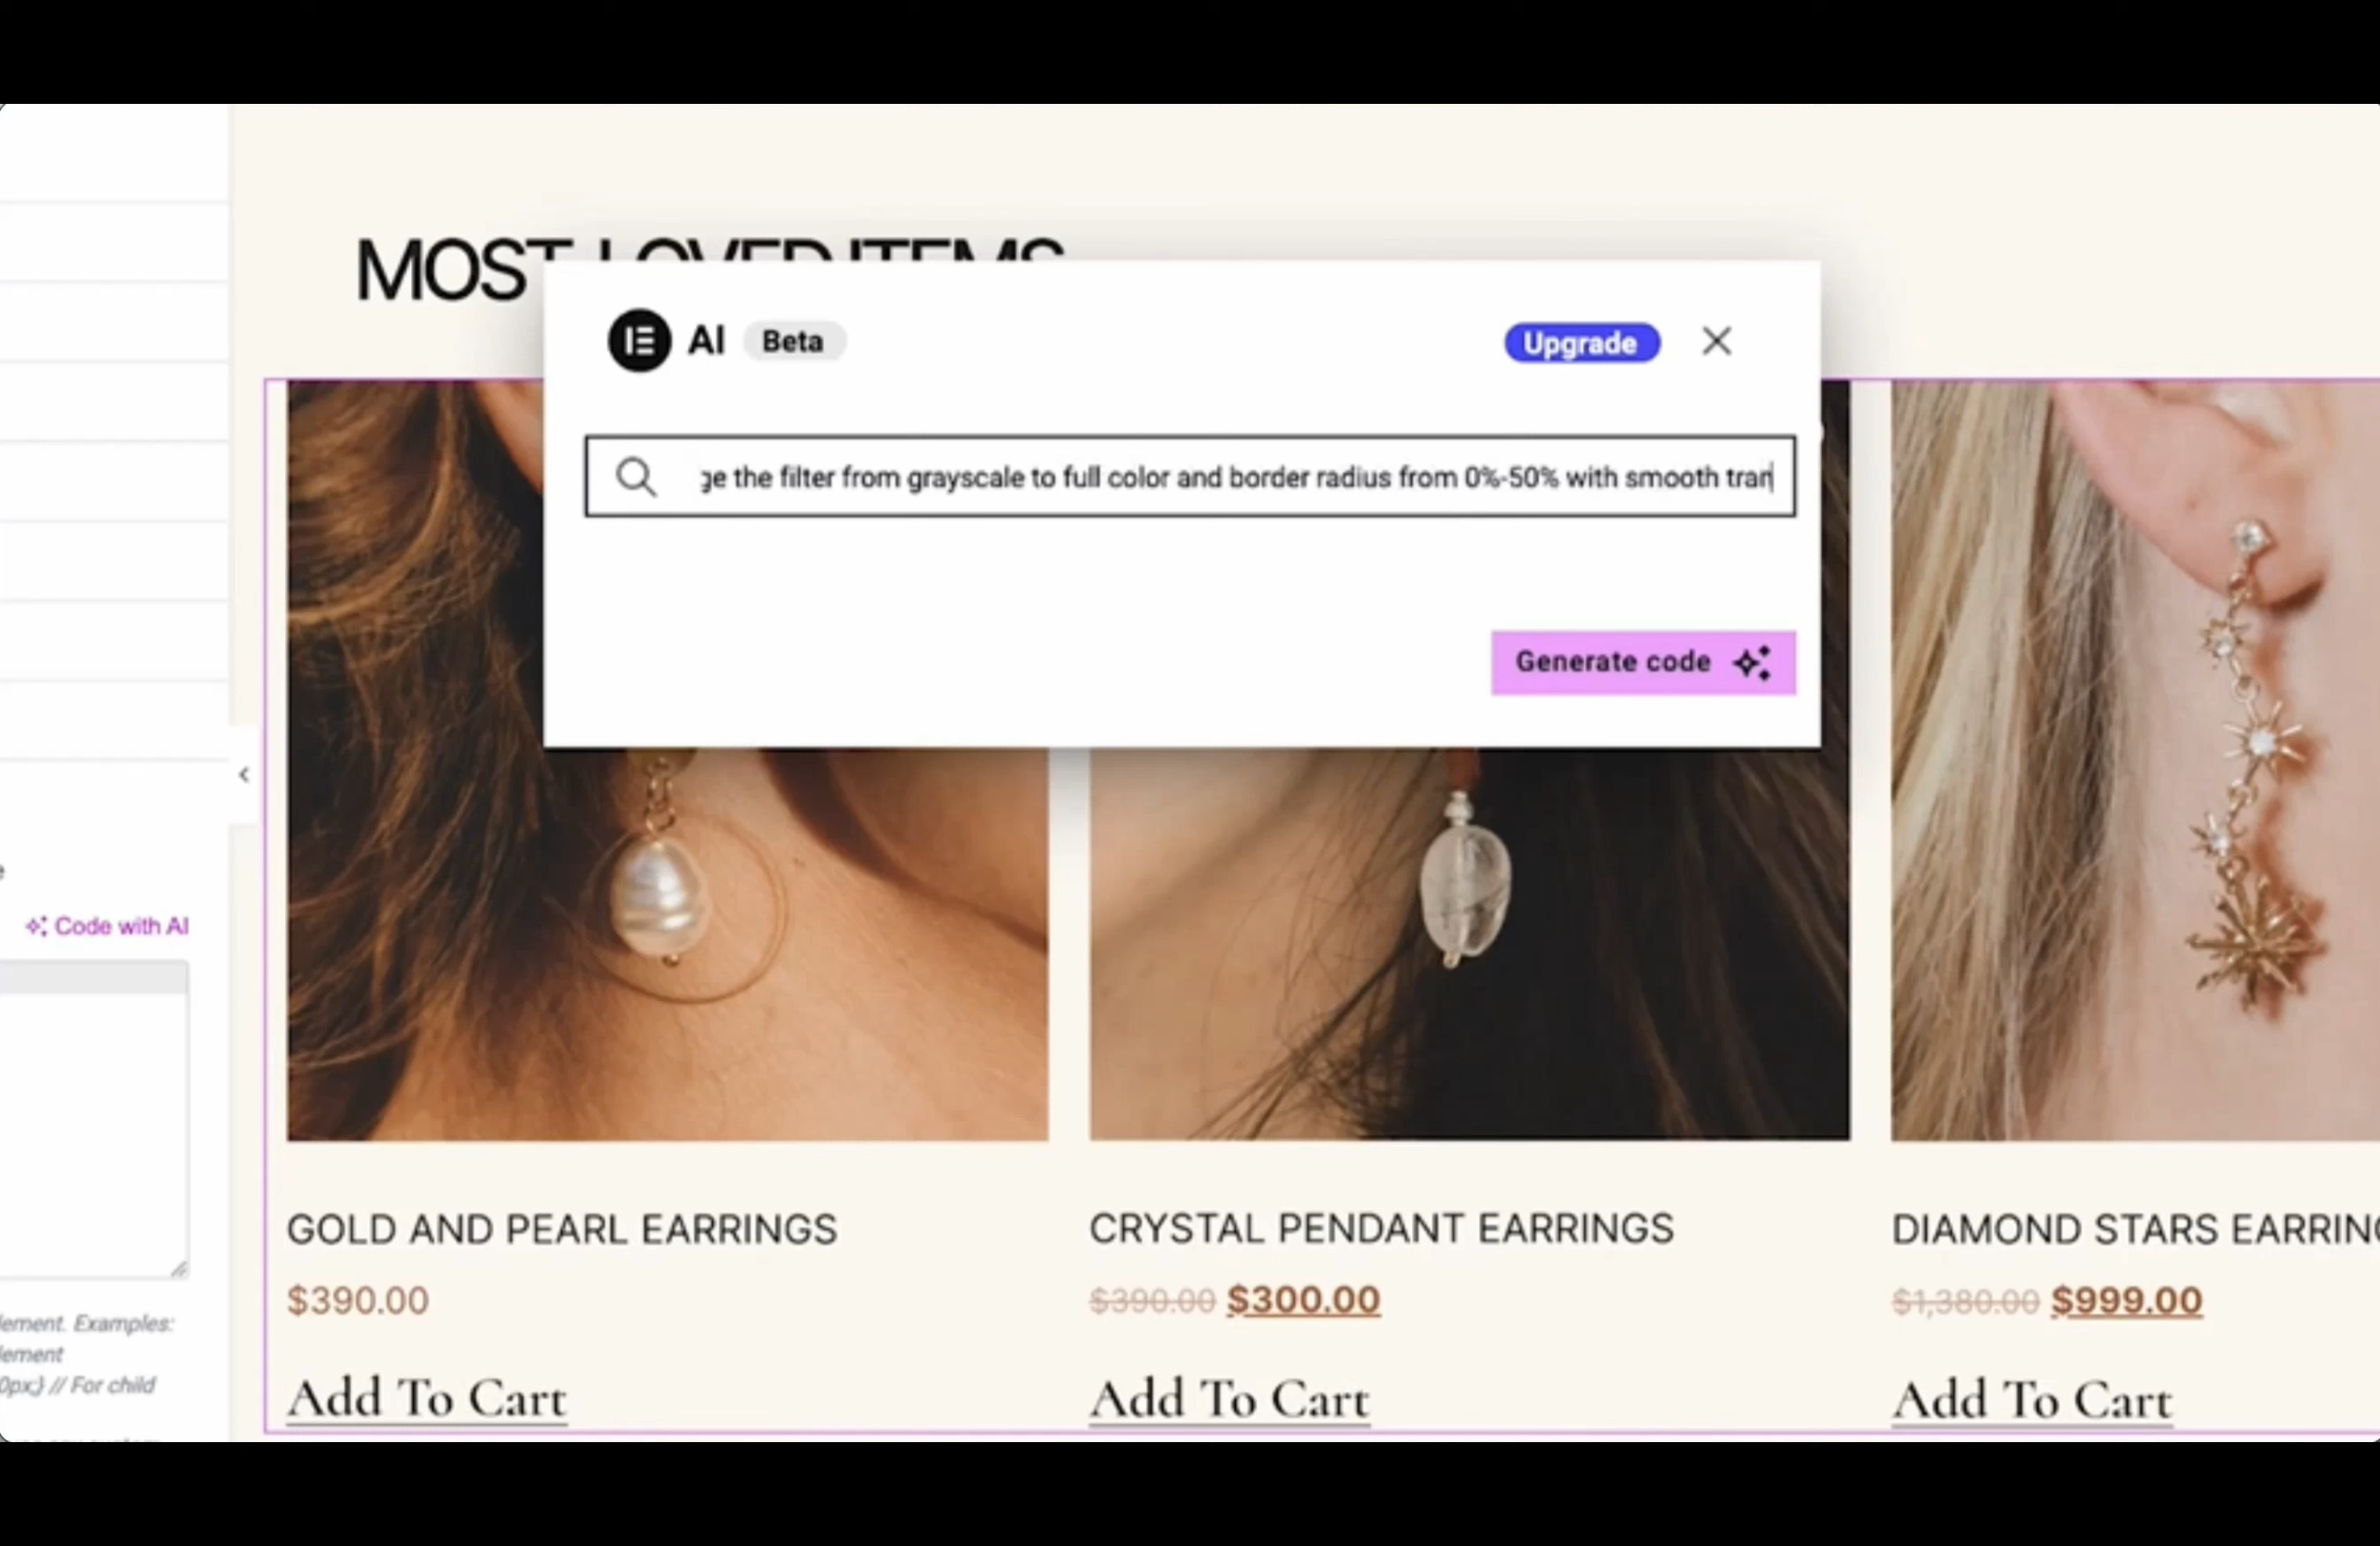 MOST LOVED ITEMS
AI Beta
Upgrade
ge the filter from grayscale to full color and border radius from 0%-50% with smooth tran
Generate code
Code with AI
lement. Examples:
lement
0px;} // For child
GOLD AND PEARL EARRINGS
$390.00
Add To Cart
CRYSTAL PENDANT EARRINGS
$390.00 $300.00
Add To Cart
DIAMOND STARS EARRING
$1,380.00 $999.00
Add To Cart